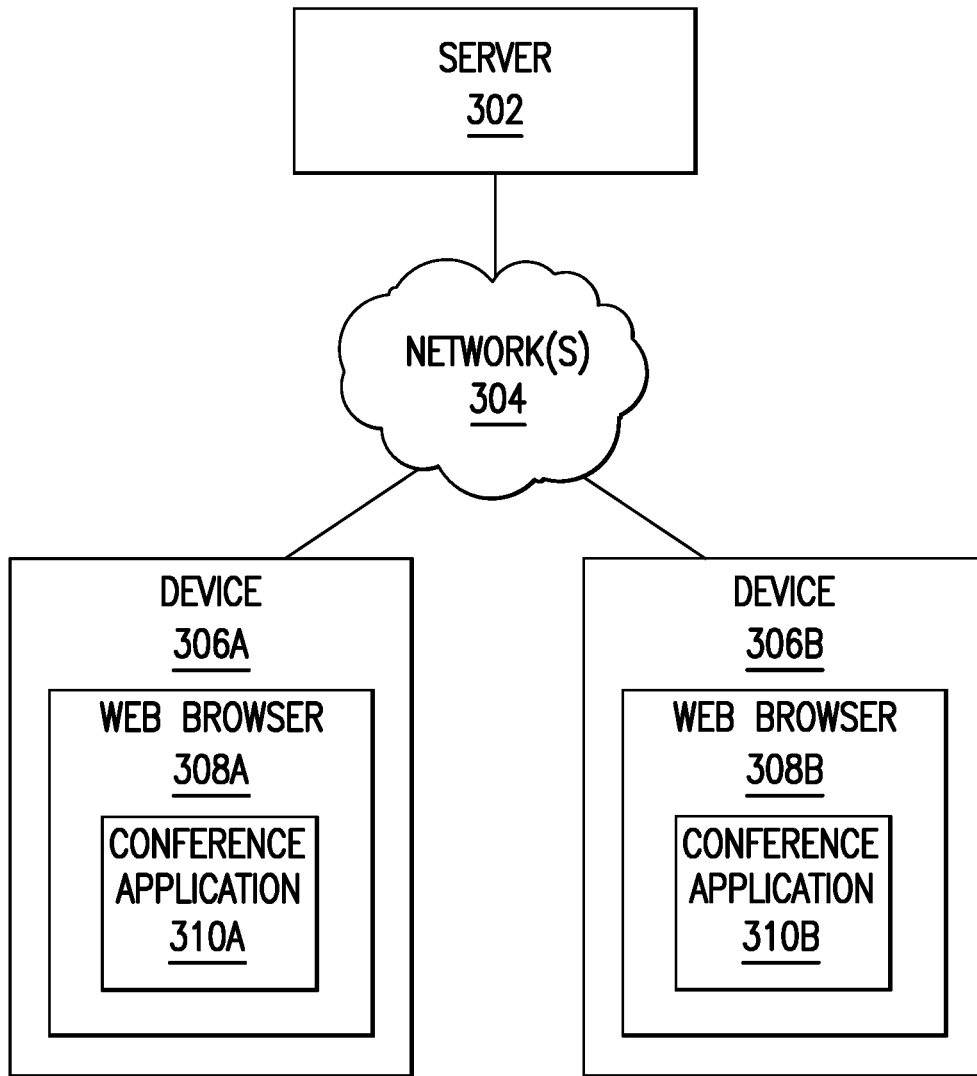 SERVER
302
NETWORK(S)
304
DEVICE
306A
WEB BROWSER
308A
CONFERENCE
APPLICATION
310A
DEVICE
306B
WEB BROWSER
308B
CONFERENCE
APPLICATION
310B